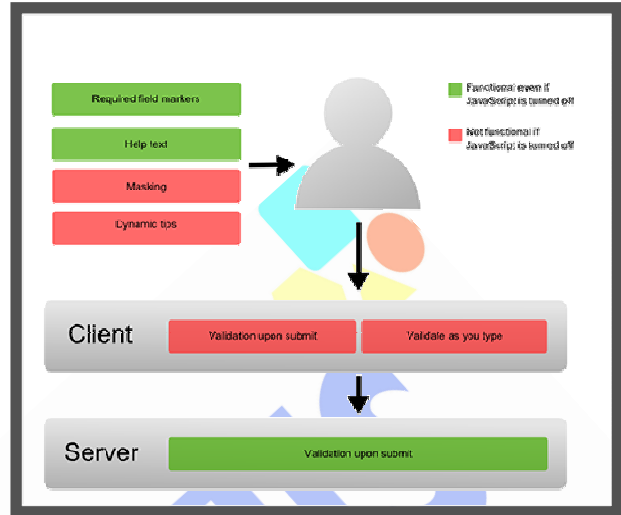 Required field markers
Help text
Masking
Dynamic tips
Functional even if
JavaScript is turned off
Not functional if
JavaScript is turned off
Client
Validation upon submit
Validate as you type
Server
Validation upon submit